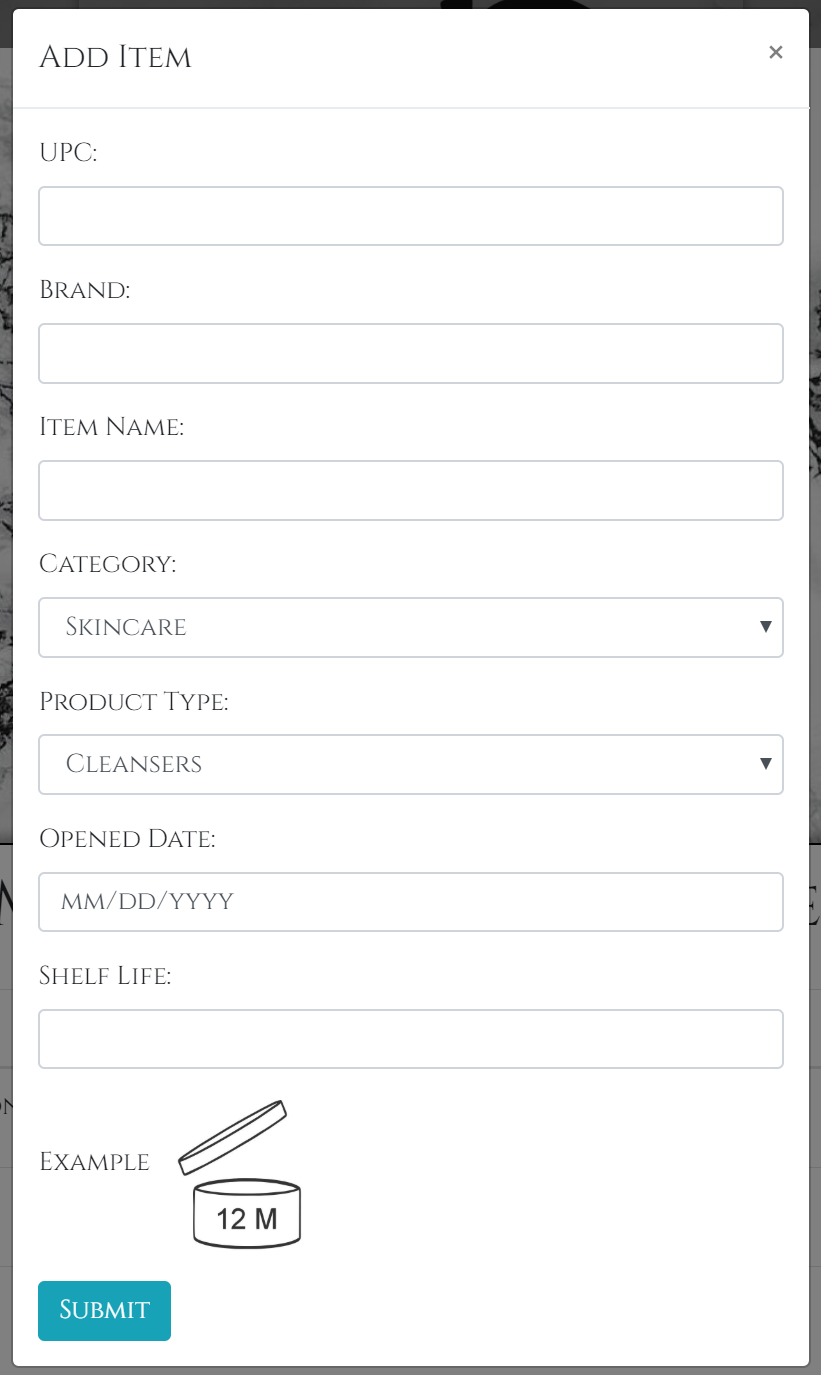 Add Item
×
UPC:
Brand:
Item Name:
Category:
Skincare
▼
Product Type:
Cleansers
▼
Opened Date:
MM/DD/YYYY
Shelf Life:
Example
12 M
Submit